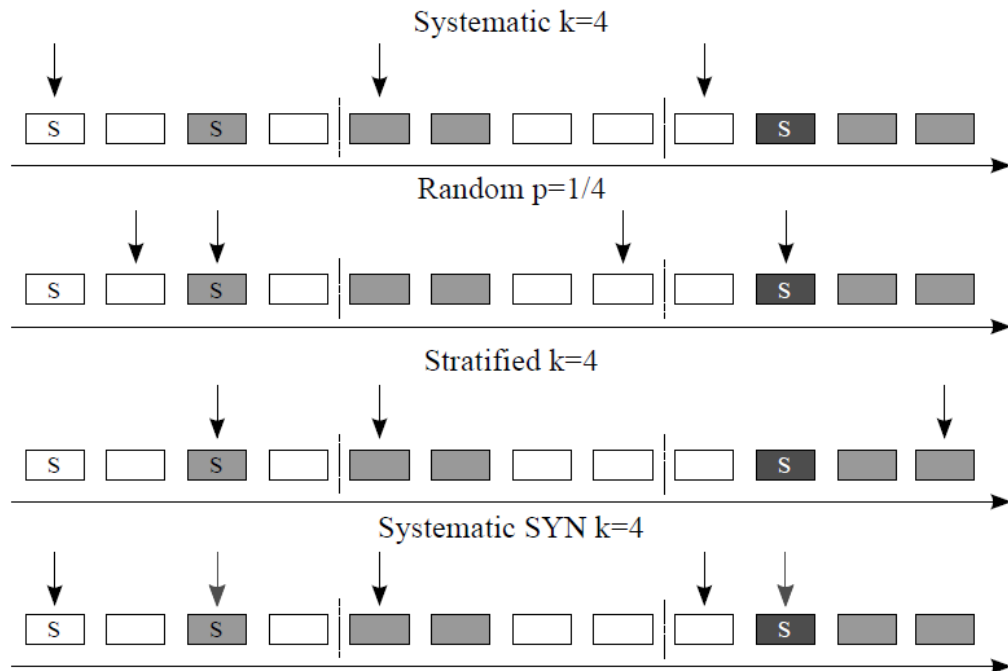 Systematic k=4
S S S
Random p=1/4
S S S
Stratified k=4
S S S
Systematic SYN k=4
S S S